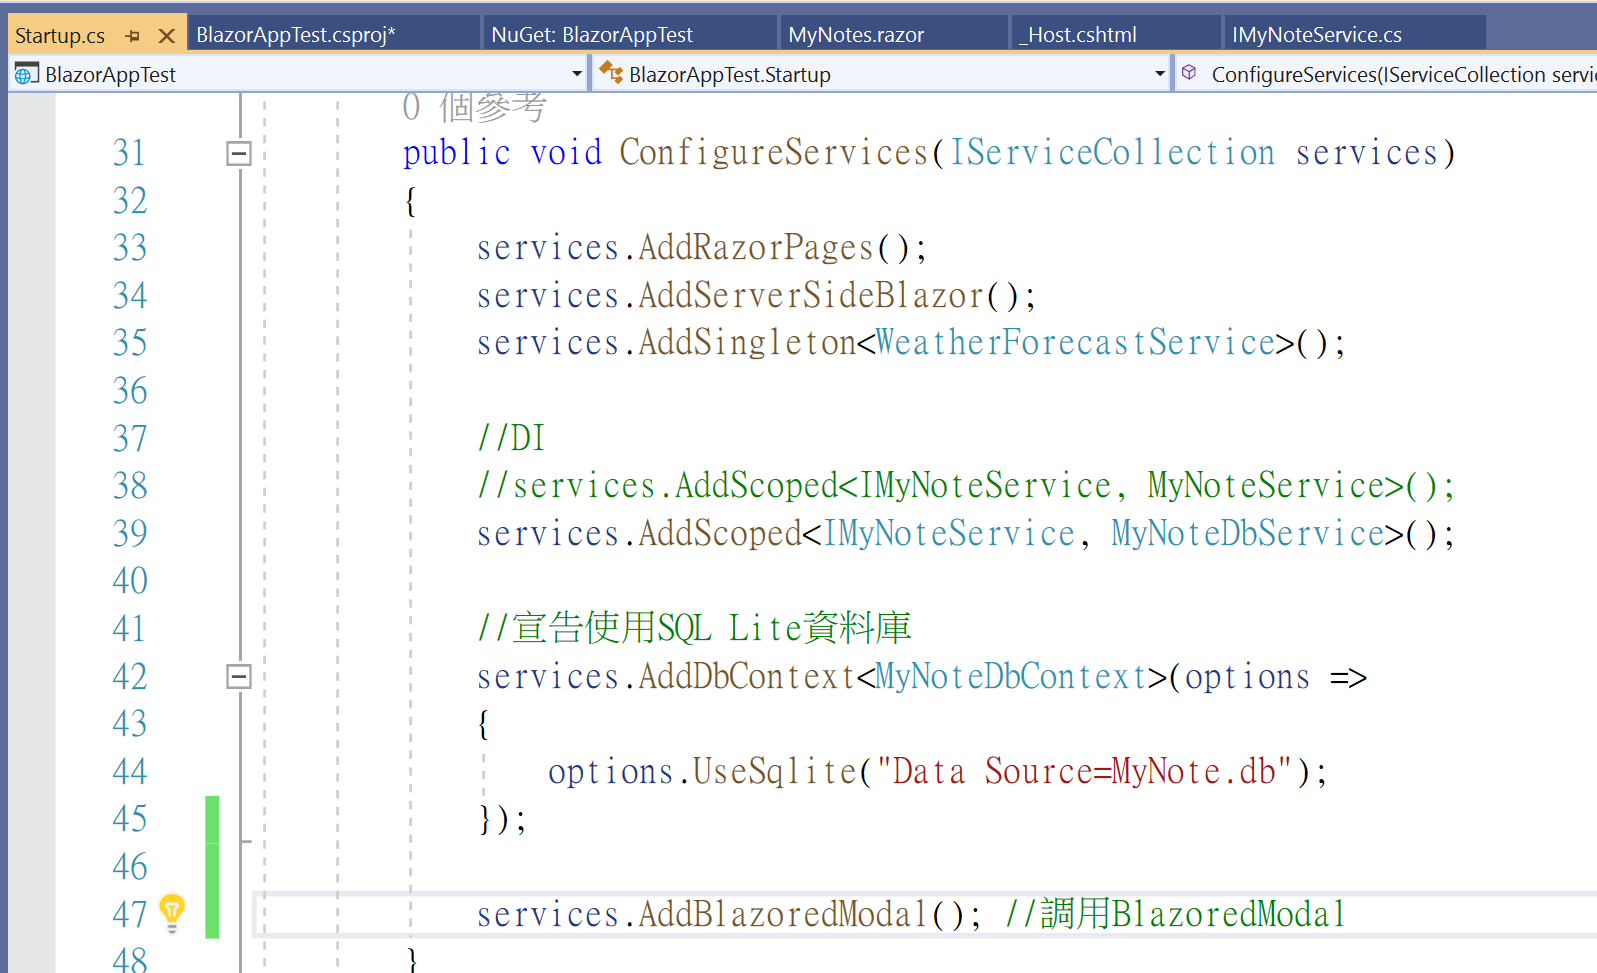 Startup.cs BlazorAppTest.csproj* NuGet: BlazorAppTest MyNotes.razor _Host.cshtml IMyNoteService.cs
BlazorAppTest BlazorAppTest.Startup ConfigureServices(IServiceCollection servic
0 個參考
31 public void ConfigureServices(IServiceCollection services)
32 {
33 services.AddRazorPages();
34 services.AddServerSideBlazor();
35 services.AddSingleton<WeatherForecastService>();
36
37 //DI
38 //services.AddScoped<IMyNoteService, MyNoteService>();
39 services.AddScoped<IMyNoteService, MyNoteDbService>();
40
41 //宣告使用SQL Lite資料庫
42 services.AddDbContext<MyNoteDbContext>(options =>
43 {
44 options.UseSqlite("Data Source=MyNote.db");
45 });
46
47 services.AddBlazoredModal(); //調用BlazoredModal
48 }